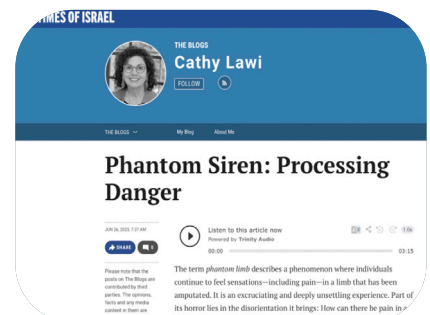 TIMES OF ISRAEL
THE BLOGS
Cathy Lawi
FOLLOW
THE BLOGS
My Blog
About Me
Phantom Siren: Processing
Danger
JUN 26, 2025, 7:37 AM
SHARE
0
Listen to this article now
Powered by Trinity Audio
1.0x
00:00
03:15
Please note that the
posts on The Blogs are
contributed by third
parties. The opinions,
facts and any media
content in them are
The term phantom limb describes a phenomenon where individuals
continue to feel sensations—including pain—in a limb that has been
amputated. It is an excruciating and deeply unsettling experience. Part of
its horror lies in the disorientation it brings: How can there be pain in